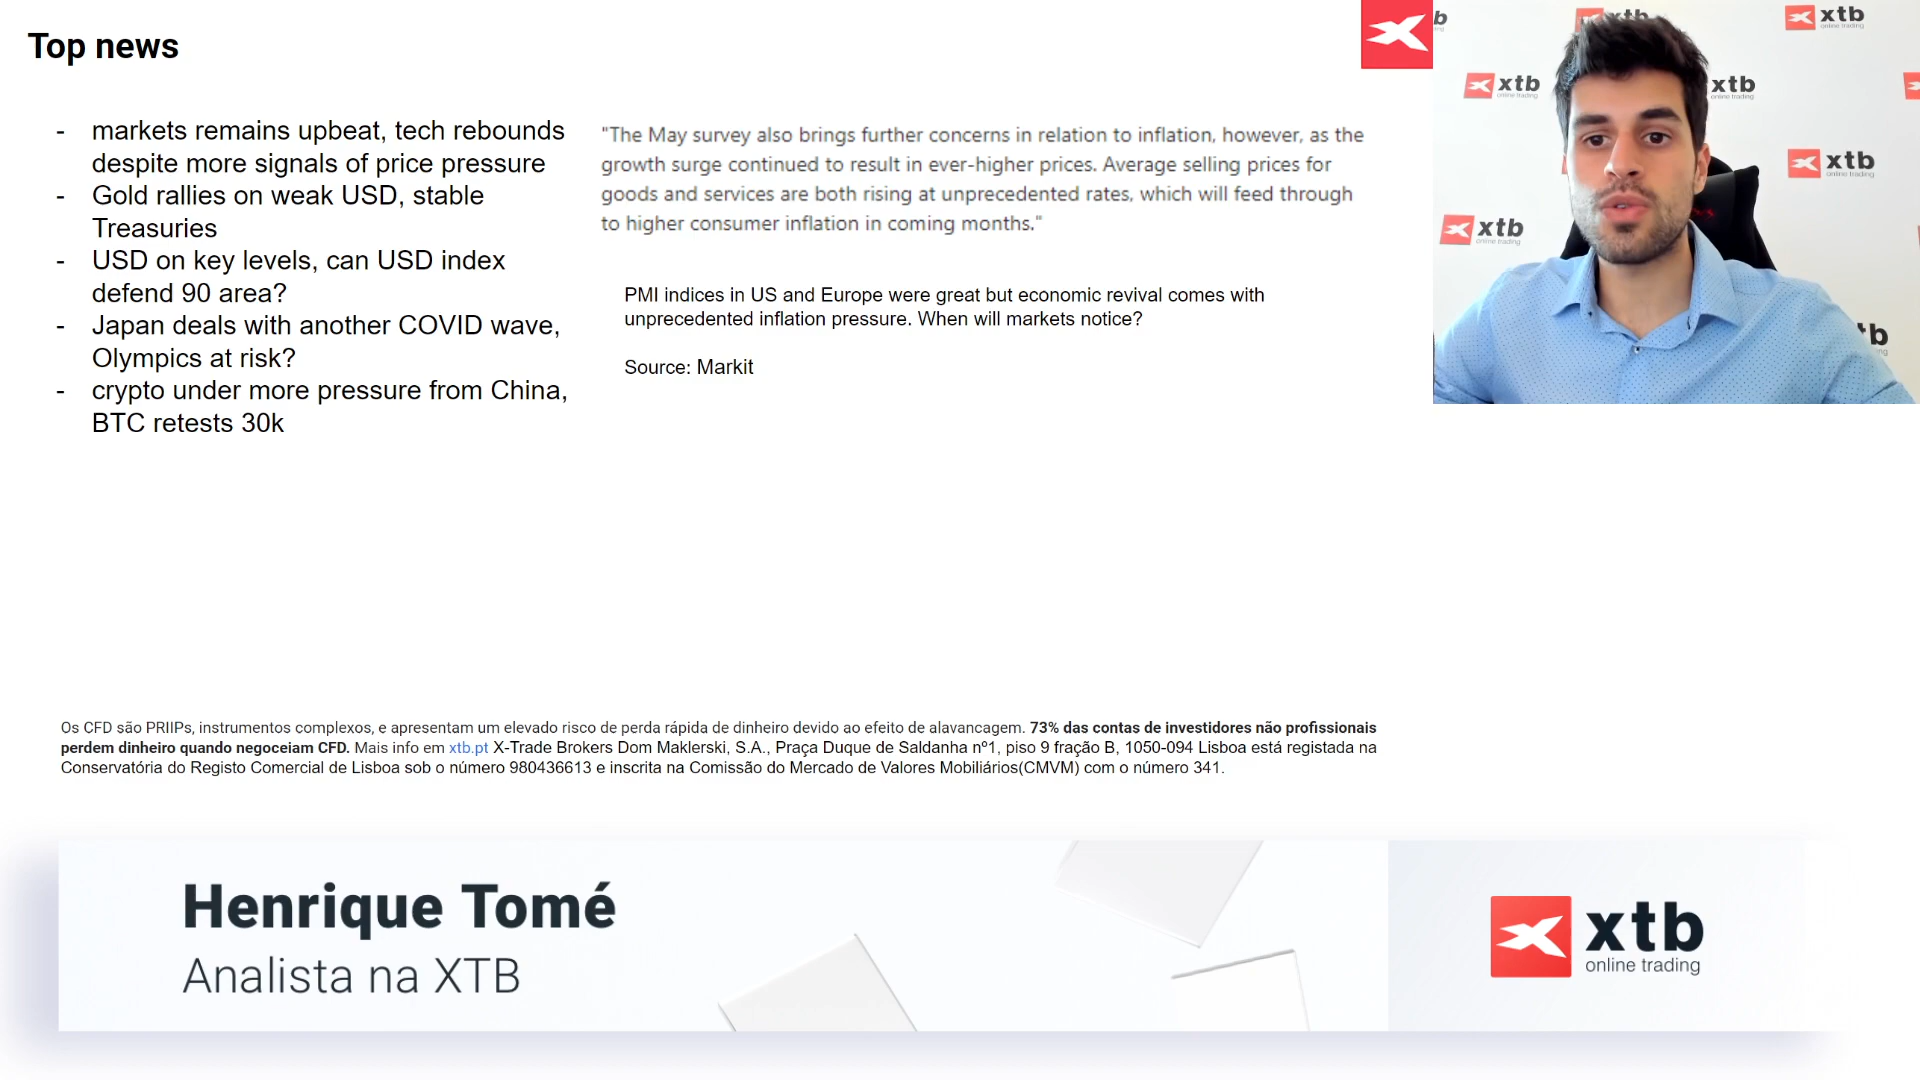 Top news
- markets remains upbeat, tech rebounds
despite more signals of price pressure
- Gold rallies on weak USD, stable
Treasuries
- USD on key levels, can USD index
defend 90 area?
- Japan deals with another COVID wave,
Olympics at risk?
- crypto under more pressure from China,
BTC retests 30k
"The May survey also brings further concerns in relation to inflation, however, as the
growth surge continued to result in ever-higher prices. Average selling prices for
goods and services are both rising at unprecedented rates, which will feed through
to higher consumer inflation in coming months."
PMI indices in US and Europe were great but economic revival comes with
unprecedented inflation pressure. When will markets notice?
Source: Markit
xtb
online trading
xtb
online trading
xtb
online trading
xtb
online trading
xtb
online trading
Os CFD são PRIIPs, instrumentos complexos, e apresentam um elevado risco de perda rápida de dinheiro devido ao efeito de alavancagem. 73% das contas de investidores não profissionais
perdem dinheiro quando negoceiam CFD. Mais info em xtb.pt X-Trade Brokers Dom Maklerski, S.A., Praça Duque de Saldanha nº1, piso 9 fração B, 1050-094 Lisboa está registada na
Conservatória do Registo Comercial de Lisboa sob o número 980436613 e inscrita na Comissão do Mercado de Valores Mobiliários(CMVM) com o número 341.
Henrique Tomé
Analista na XTB
xtb
online trading